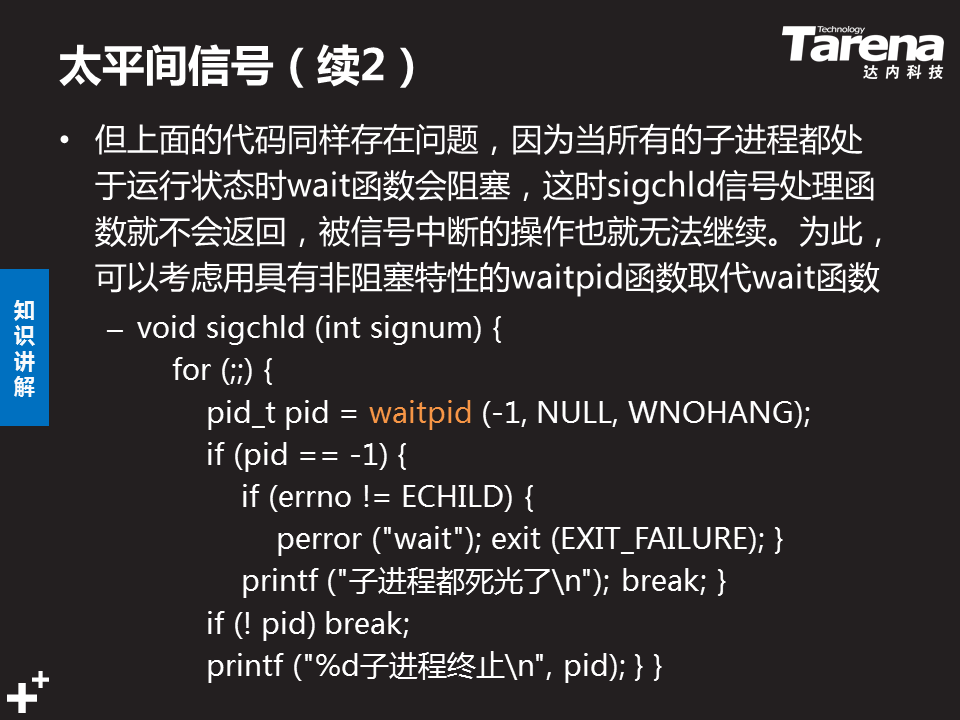 太平间信号（续2）
Technology
Tarena
达内科技
• 但上面的代码同样存在问题，因为当所有的子进程都处
于运行状态时wait函数会阻塞，这时sigchld信号处理函
数就不会返回，被信号中断的操作也就无法继续。为此，
可以考虑用具有非阻塞特性的waitpid函数取代wait函数
知识讲解
– void sigchld (int signum) {
for (;;) {
pid_t pid = waitpid (-1, NULL, WNOHANG);
if (pid == -1) {
if (errno != ECHILD) {
perror ("wait"); exit (EXIT_FAILURE); }
printf ("子进程都死光了\n"); break; }
if (! pid) break;
printf ("%d子进程终止\n", pid); } }